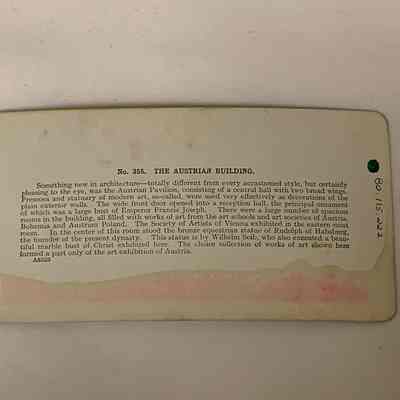 No. 355. THE AUSTRIAN BUILDING.
Something new in architecture—totally different from every accustomed style, but certainly
pleasing to the eye, was the Austrian Pavilion, consisting of a central hall with two broad wings.
Frescoes and statuary of modern art, so-called, were used very effectively as decorations of the
plain exterior walls. The wide front door opened into a reception hall, the principal ornament
of which was a large bust of Emperor Francis Joseph. There were a large number of spacious
rooms in the building, all filled with works of art from the art schools and art societies of Austria,
Bohemia and Austrian Poland. The Society of Artists of Vienna exhibited in the eastern most
room. In the center of this room stood the bronze equestrian statue of Rudolph of Habsburg,
the founder of the present dynasty. This statue is by Wilhelm Seib, who also executed a beau-
tiful marble bust of Christ exhibited here. The choice collection of works of art shown here
formed a part only of the art exhibition of Austria.
80 115 222